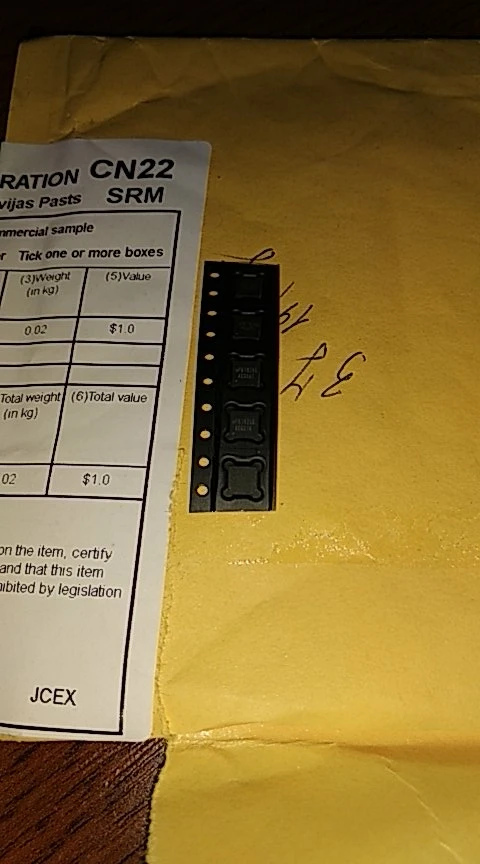 RATION CN22
vijas Pasts SRM
mmercial sample
r Tick one or more boxes
(3)Weight (in kg) (5)Value
0.02 $1.0
Total weight (in kg) (6)Total value
02 $1.0
on the item, certify
and that this item
ibited by legislation
JCEX
37